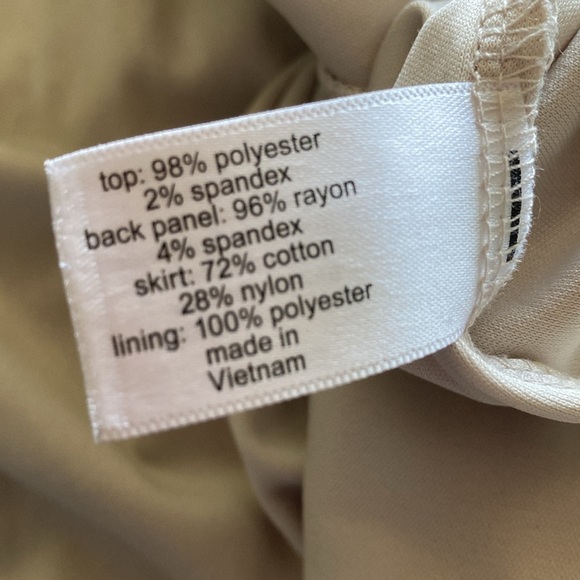 top: 98% polyester
2% spandex
back panel: 96% rayon
4% spandex
skirt: 72% cotton
28% nylon
lining: 100% polyester
made in
Vietnam